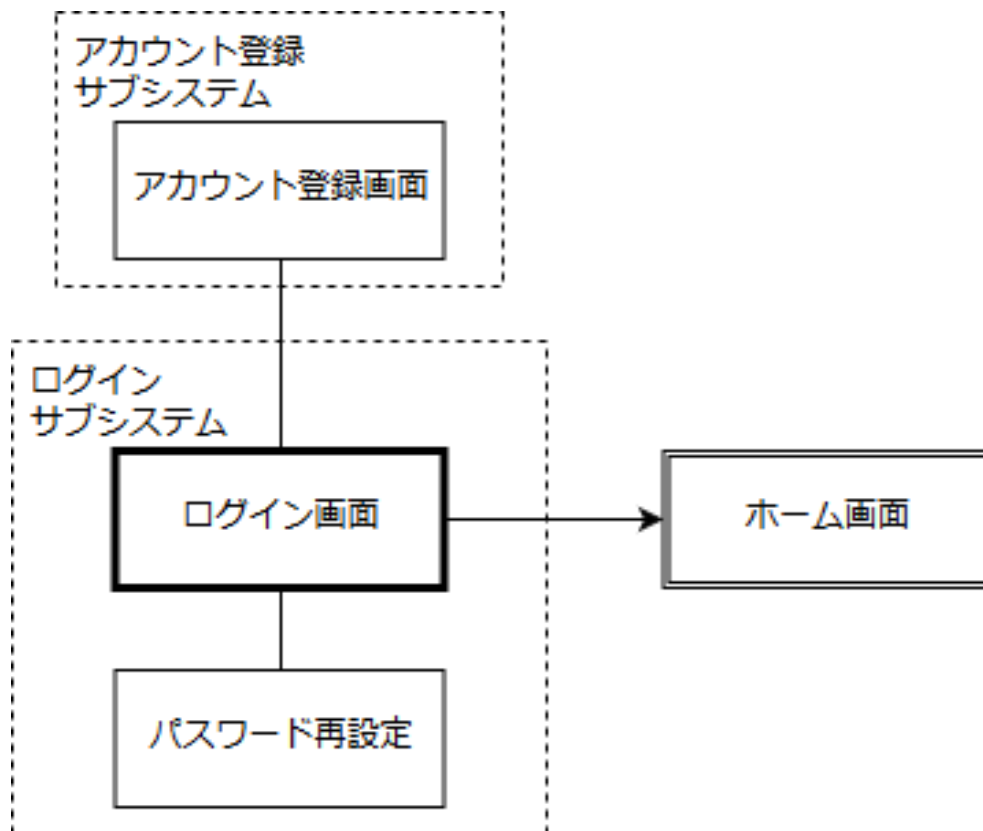 アカウント登録
サブシステム
アカウント登録画面
ログイン
サブシステム
ログイン画面
ホーム画面
パスワード再設定